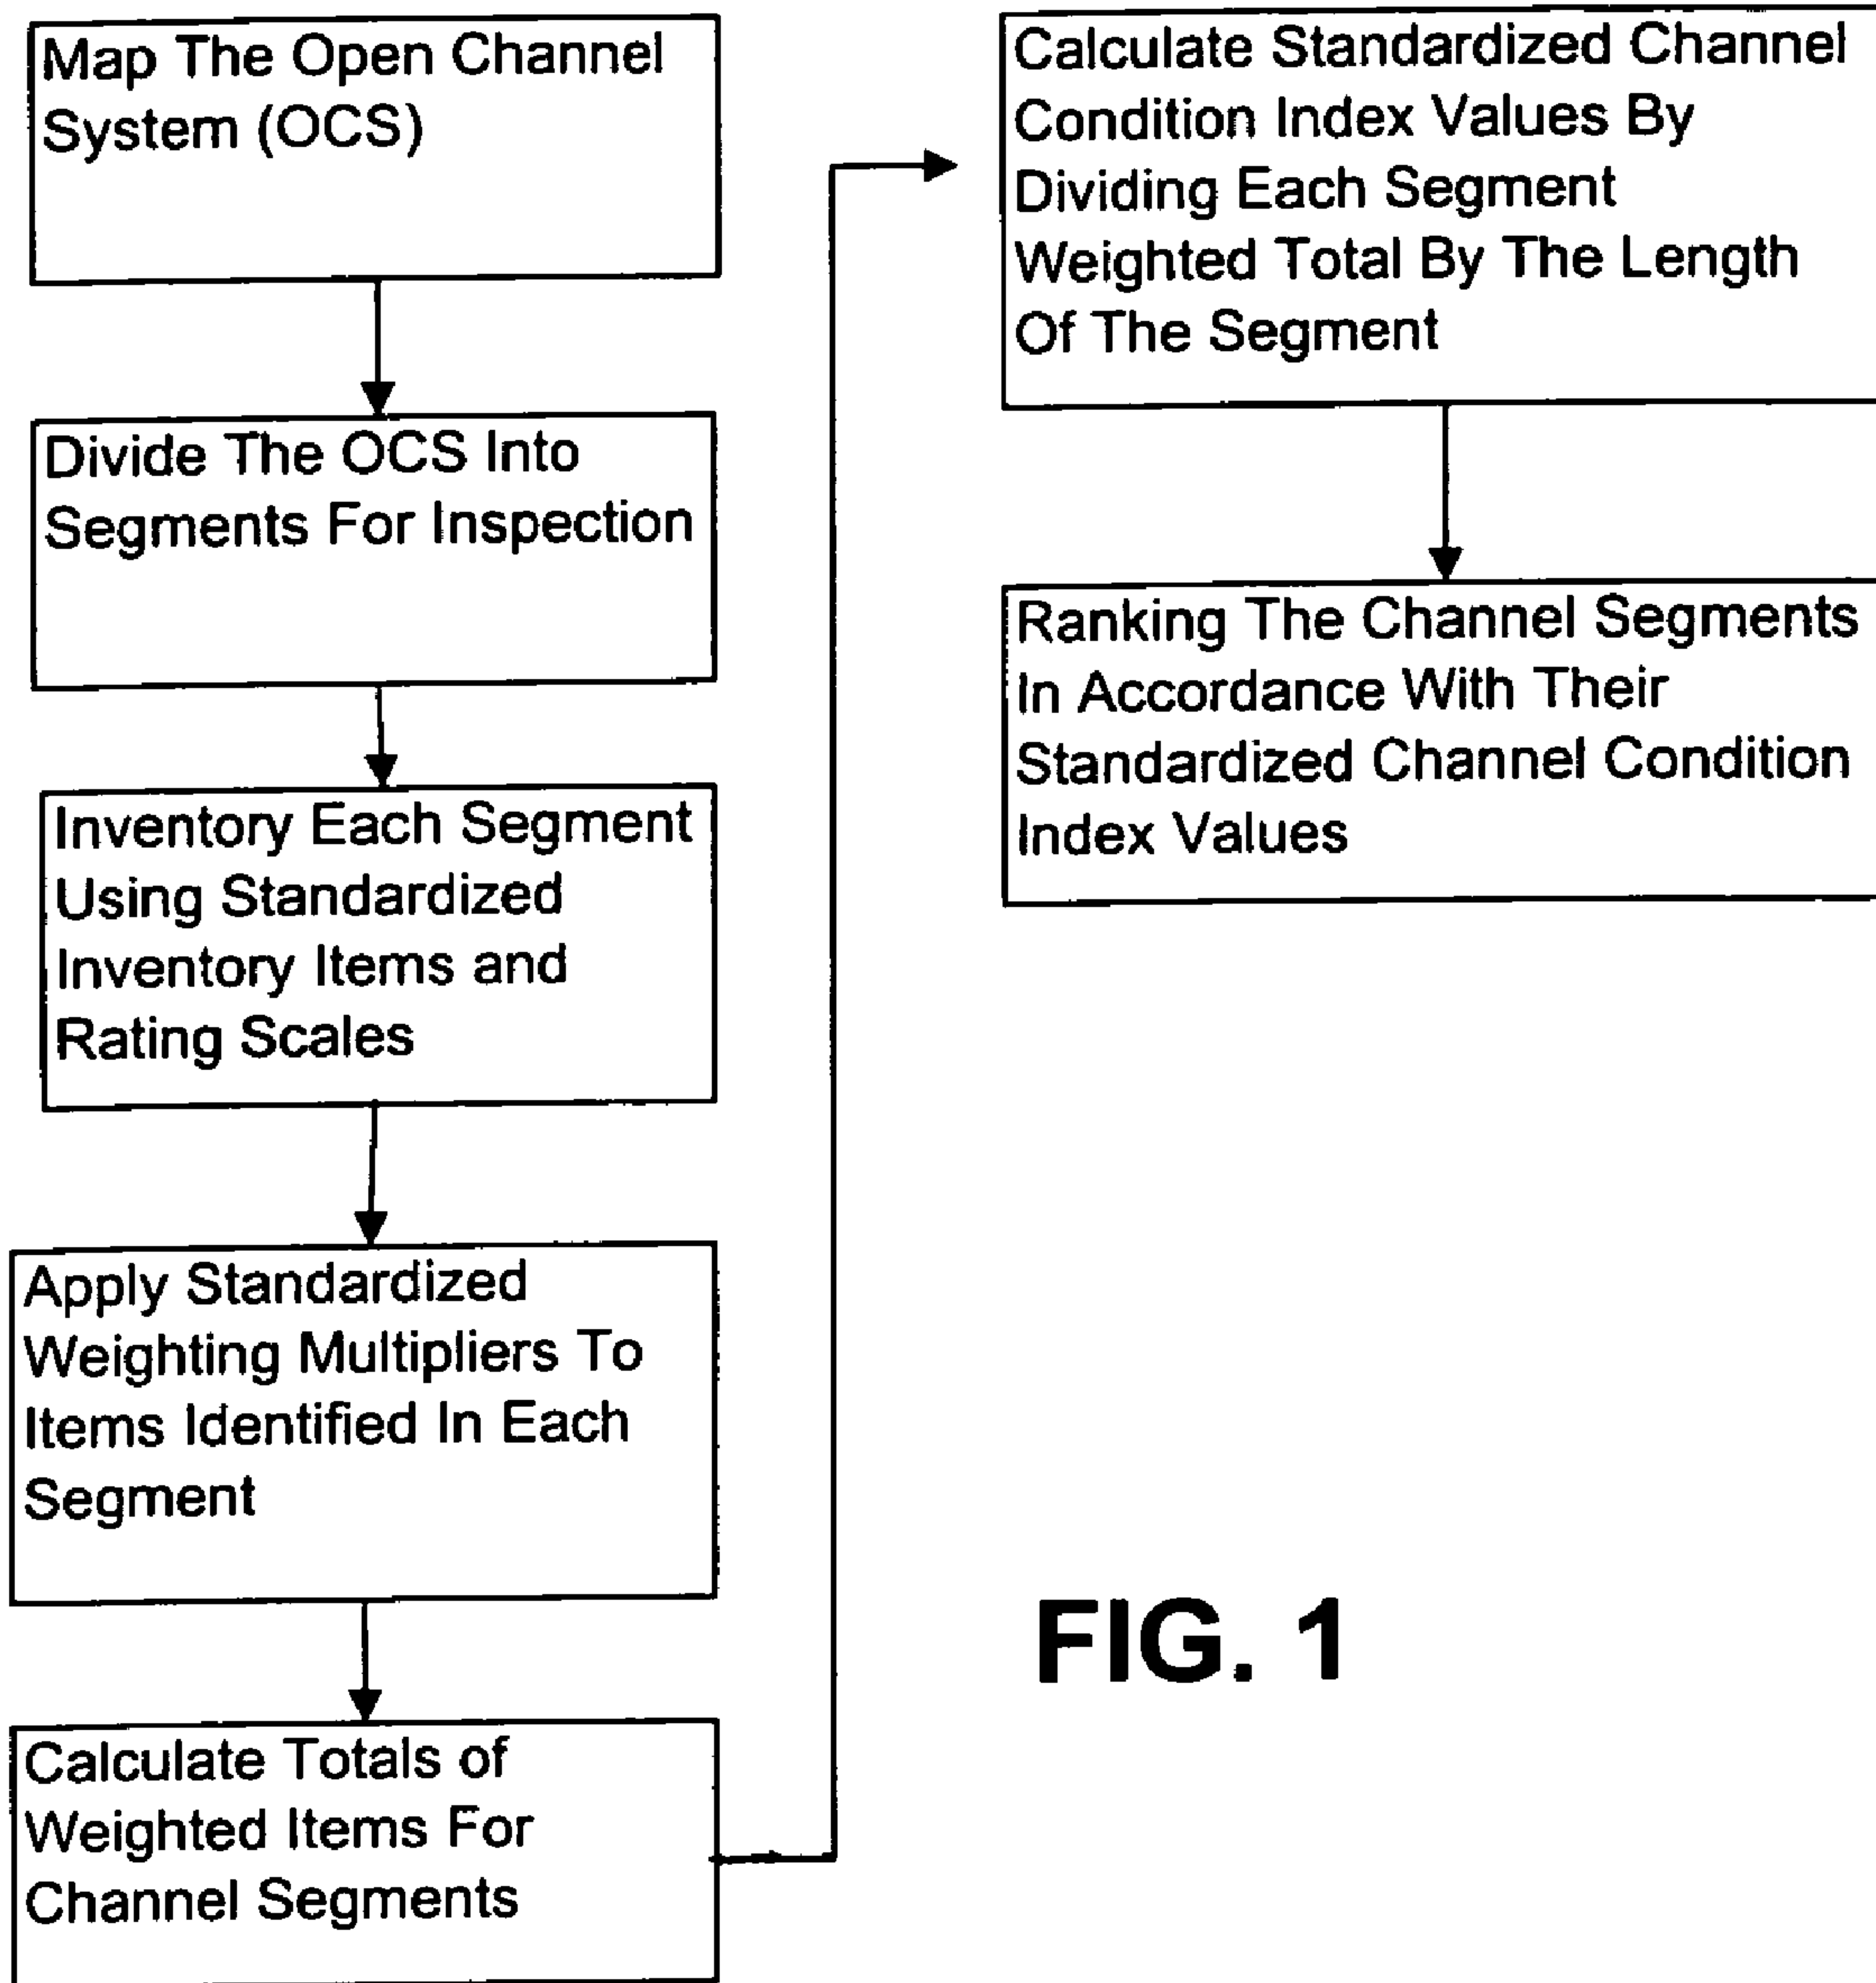 Map The Open Channel
System (OCS)
Divide The OCS Into
Segments For Inspection
Inventory Each Segment
Using Standardized
Inventory Items and
Rating Scales
Apply Standardized
Weighting Multipliers To
Items Identified In Each
Segment
Calculate Totals of
Weighted Items For
Channel Segments
Calculate Standardized Channel
Condition Index Values By
Dividing Each Segment
Weighted Total By The Length
Of The Segment
Ranking The Channel Segments
In Accordance With Their
Standardized Channel Condition
Index Values
FIG. 1